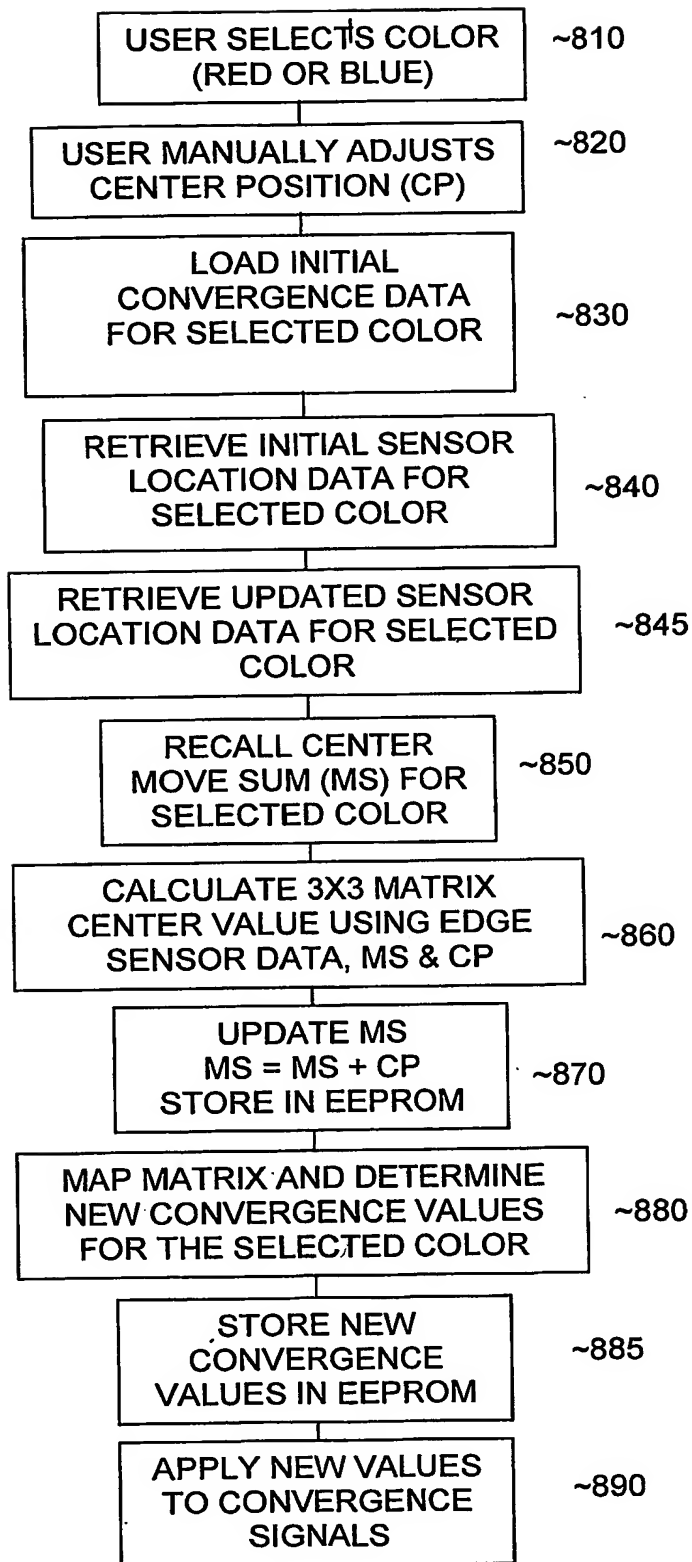 USER SELECTS COLOR
(RED OR BLUE)
~810
USER MANUALLY ADJUSTS
CENTER POSITION (CP)
~820
LOAD INITIAL
CONVERGENCE DATA
FOR SELECTED COLOR
~830
RETRIEVE INITIAL SENSOR
LOCATION DATA FOR
SELECTED COLOR
~840
RETRIEVE UPDATED SENSOR
LOCATION DATA FOR SELECTED
COLOR
~845
RECALL CENTER
MOVE SUM (MS) FOR
SELECTED COLOR
~850
CALCULATE 3X3 MATRIX
CENTER VALUE USING EDGE
SENSOR DATA, MS & CP
~860
UPDATE MS
MS = MS + CP
STORE IN EEPROM
~870
MAP MATRIX AND DETERMINE
NEW CONVERGENCE VALUES
FOR THE SELECTED COLOR
~880
STORE NEW
CONVERGENCE
VALUES IN EEPROM
~885
APPLY NEW VALUES
TO CONVERGENCE
SIGNALS
~890